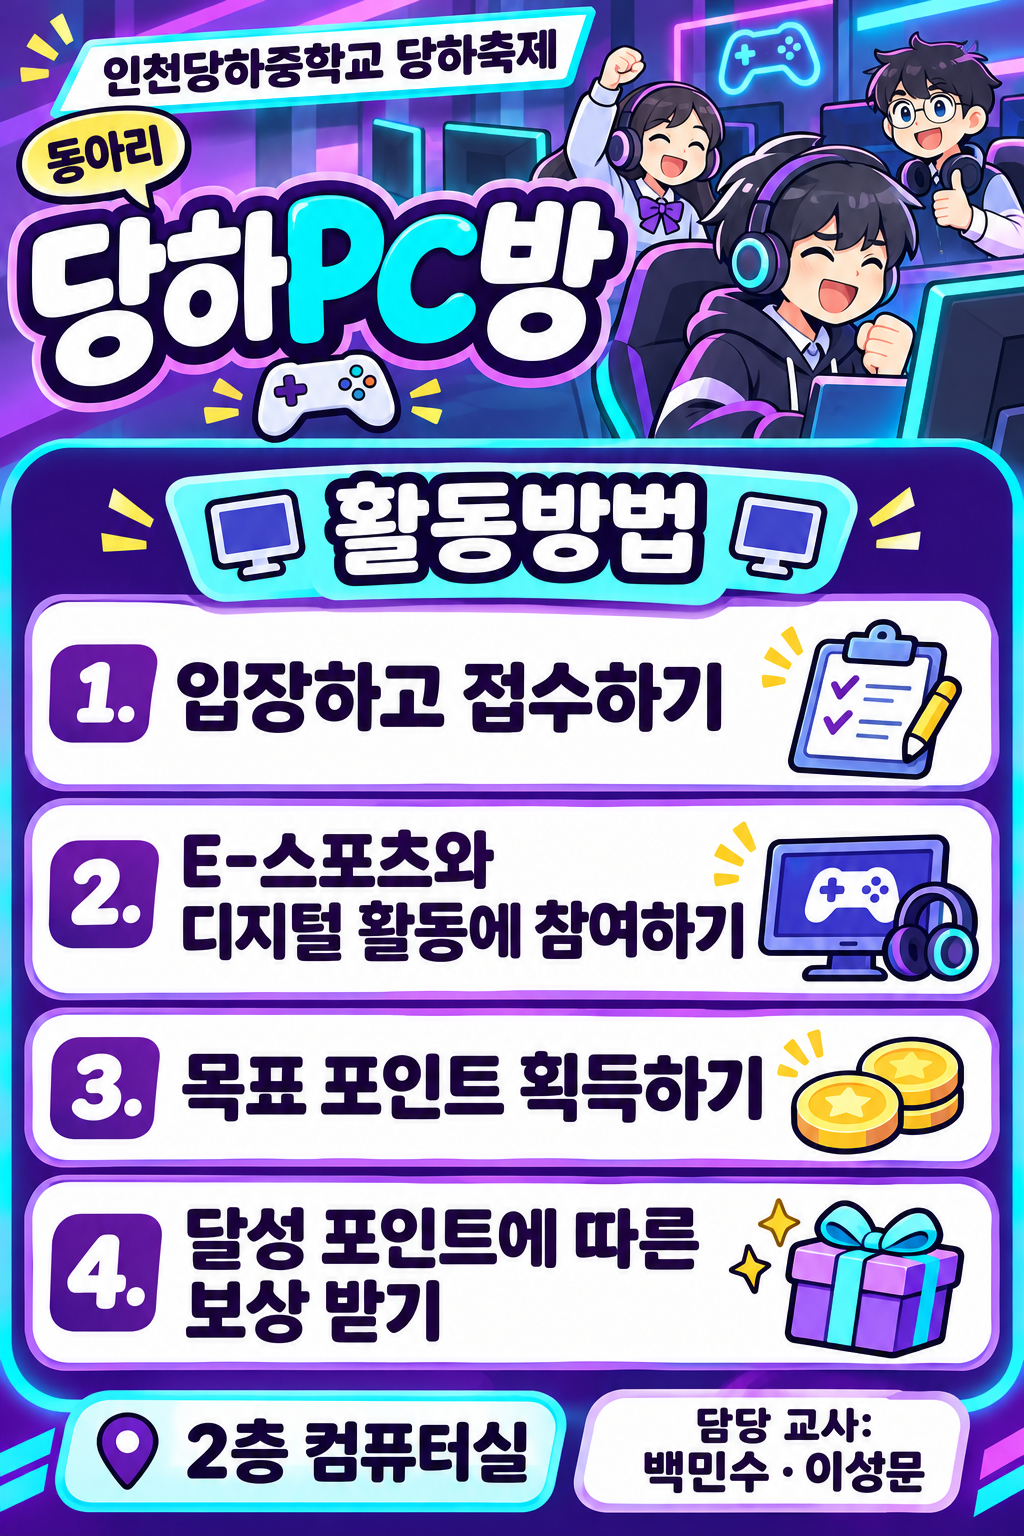 인천당하중학교 당하축제
동아리
당하PC방
활동방법
1. 입장하고 접수하기
2. E-스포츠와
디지털 활동에 참여하기
3. 목표 포인트 획득하기
4. 달성 포인트에 따른
보상 받기
2층 컴퓨터실
담당 교사:
백민수 · 이성문